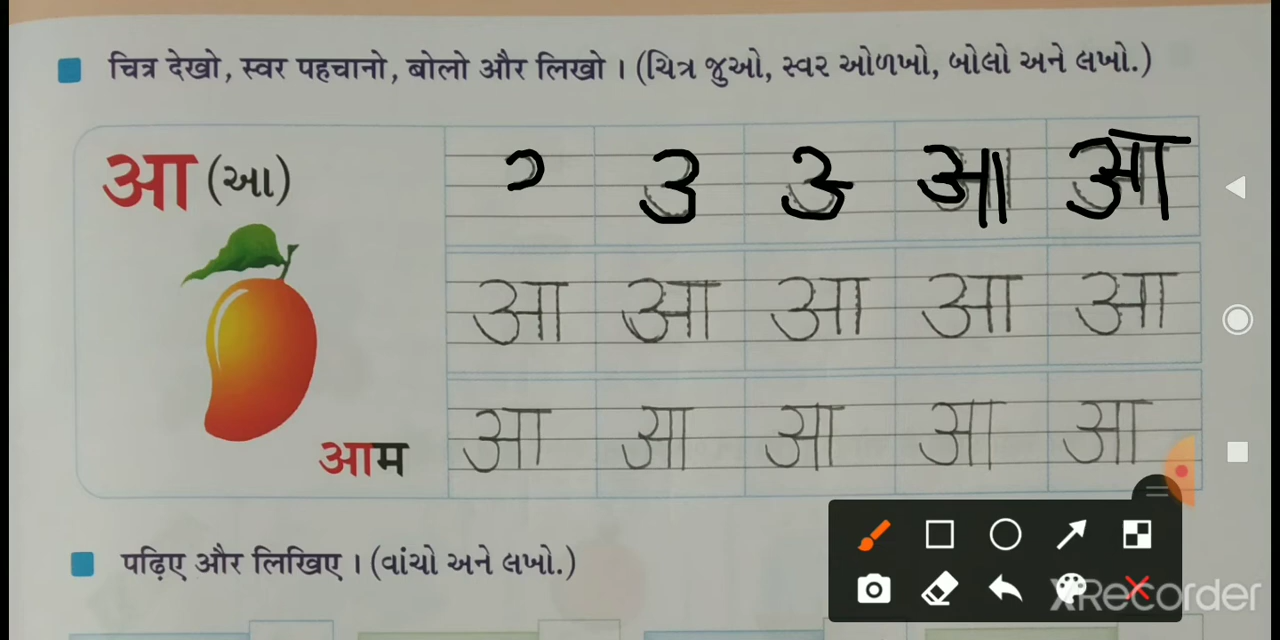 चित्र देखो, स्वर पहचानो, बोलो और लिखो । (ચિત્ર જુઓ, સ્વર ઓળખો, બોલો અને લખો.)
आ (આ)
आ आ
आ आ आ आ आ
आ आ आ आ आ
आम
पढ़िए और लिखिए । (વાંચો અને લખો.)
XRecorder